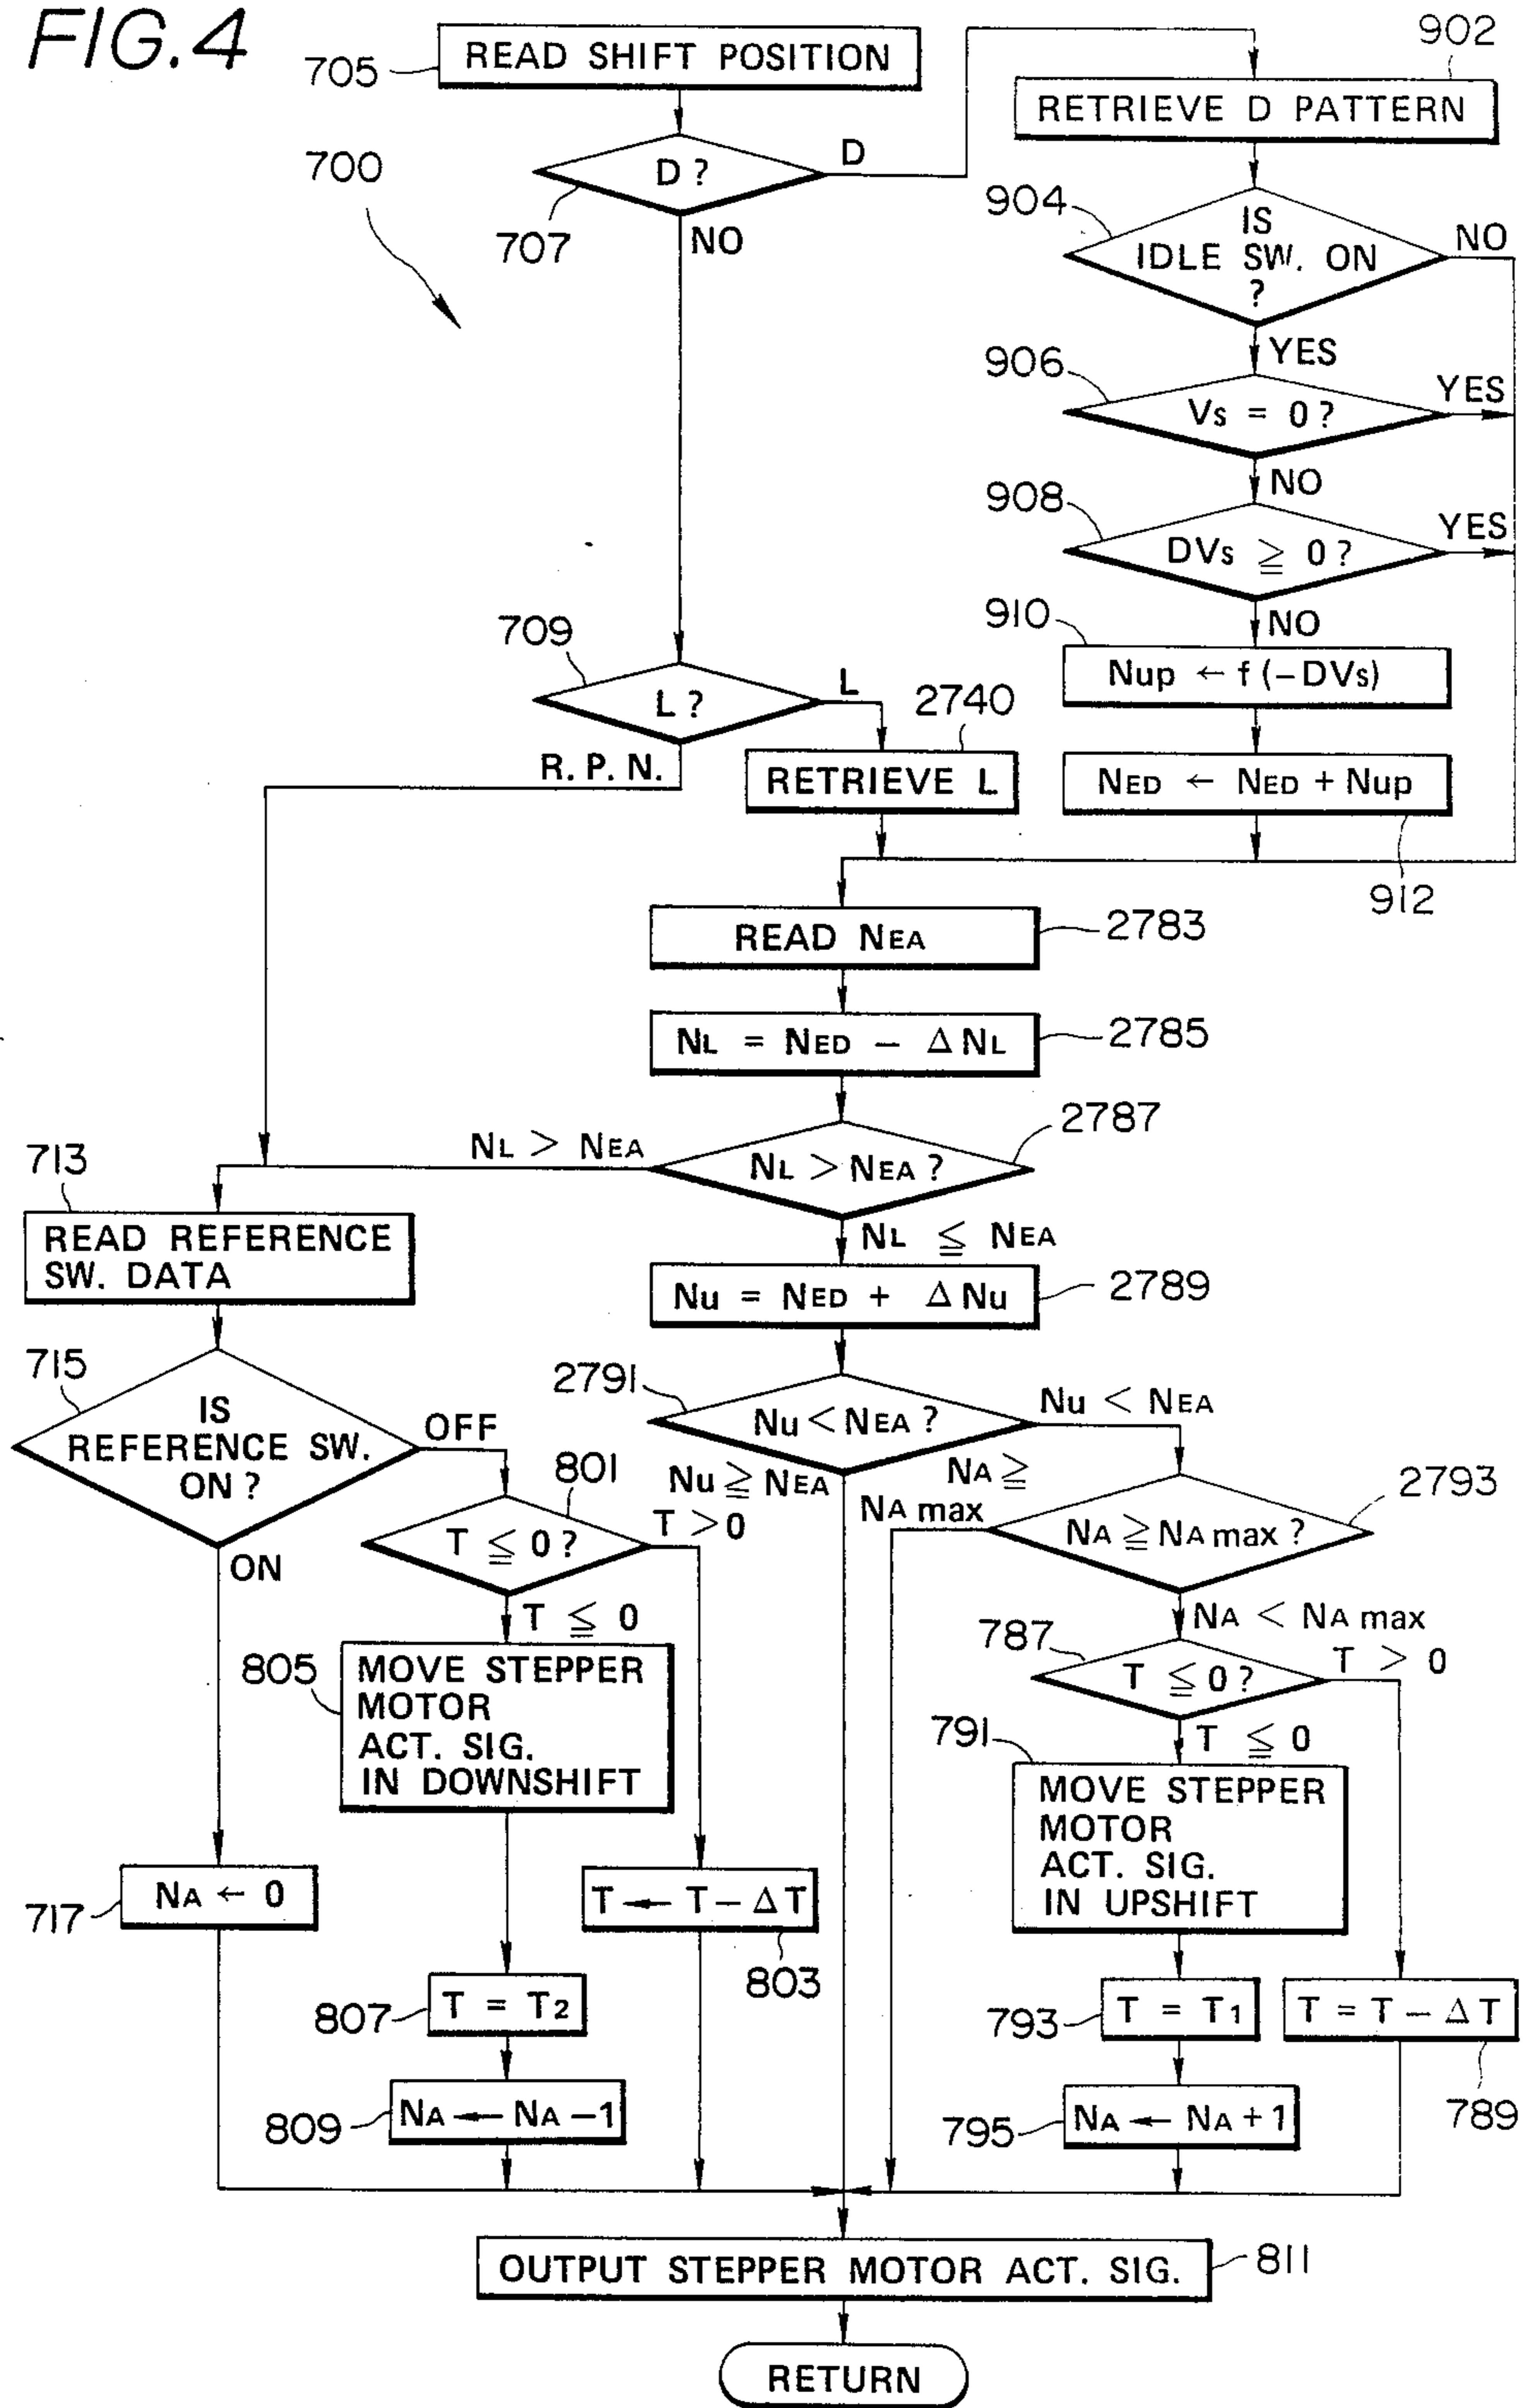 FIG.4
705
READ SHIFT POSITION
902
RETRIEVE D PATTERN
700
D ?
D
707
NO
904
IS
IDLE SW. ON
?
NO
YES
906
Vs = 0 ?
YES
NO
908
DVs ≧ 0 ?
YES
NO
910
Nup ← f (-DVs)
709
L ?
L
2740
R. P. N.
RETRIEVE L
NED ← NED + Nup
912
READ NEA
2783
NL = NED − ΔNL
2785
2787
NL > NEA
NL > NEA ?
713
READ REFERENCE
SW. DATA
NL ≦ NEA
Nu = NED + ΔNu
2789
715
IS
REFERENCE SW.
ON ?
OFF
ON
2791
Nu < NEA ?
Nu < NEA
Nu ≧ NEA
801
T ≦ 0 ?
T > 0
T ≦ 0
NA ≧
NA max
2793
NA ≧ NA max ?
NA < NA max
787
T ≦ 0 ?
T > 0
T ≦ 0
805
MOVE STEPPER
MOTOR
ACT. SIG.
IN DOWNSHIFT
791
MOVE STEPPER
MOTOR
ACT. SIG.
IN UPSHIFT
717
NA ← 0
T ← T − ΔT
803
807
T = T2
793
T = T1
T = T − ΔT
789
809
NA ← NA −1
795
NA ← NA +1
OUTPUT STEPPER MOTOR ACT. SIG.
811
RETURN